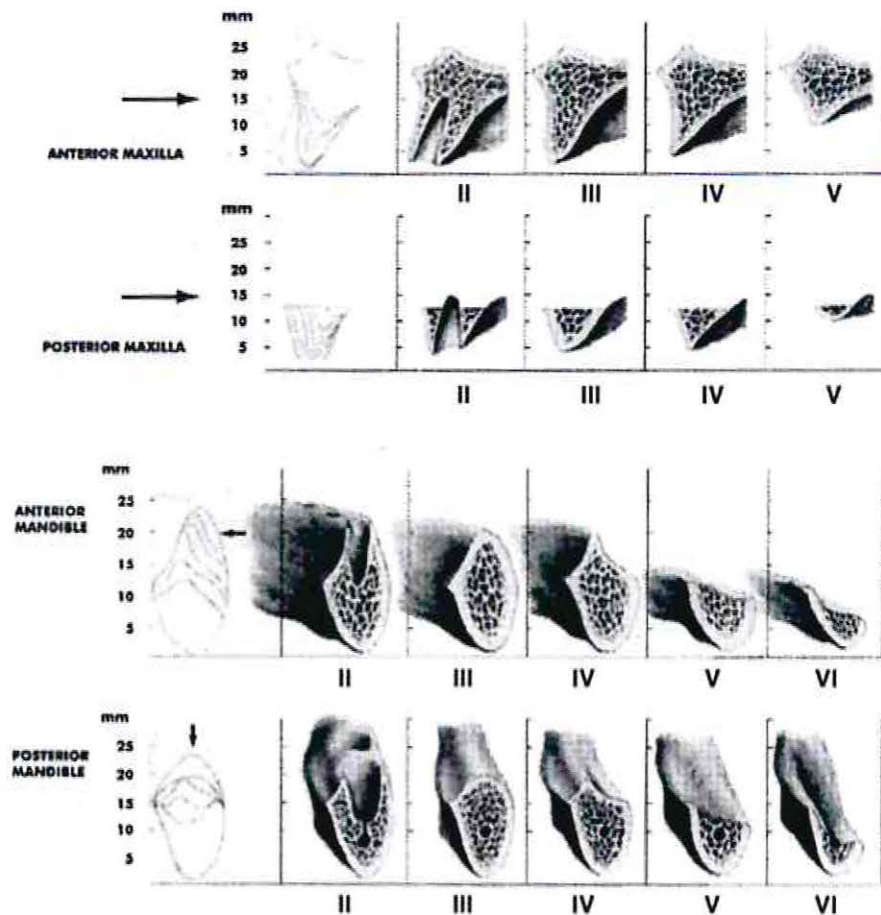 mm
25
20
15
10
5
ANTERIOR MAXILLA
II III IV V
mm
25
20
15
10
5
POSTERIOR MAXILLA
II III IV V
mm
25
20
15
10
5
ANTERIOR
MANDIBLE
II III IV V VI
mm
25
20
15
10
5
POSTERIOR
MANDIBLE
II III IV V VI